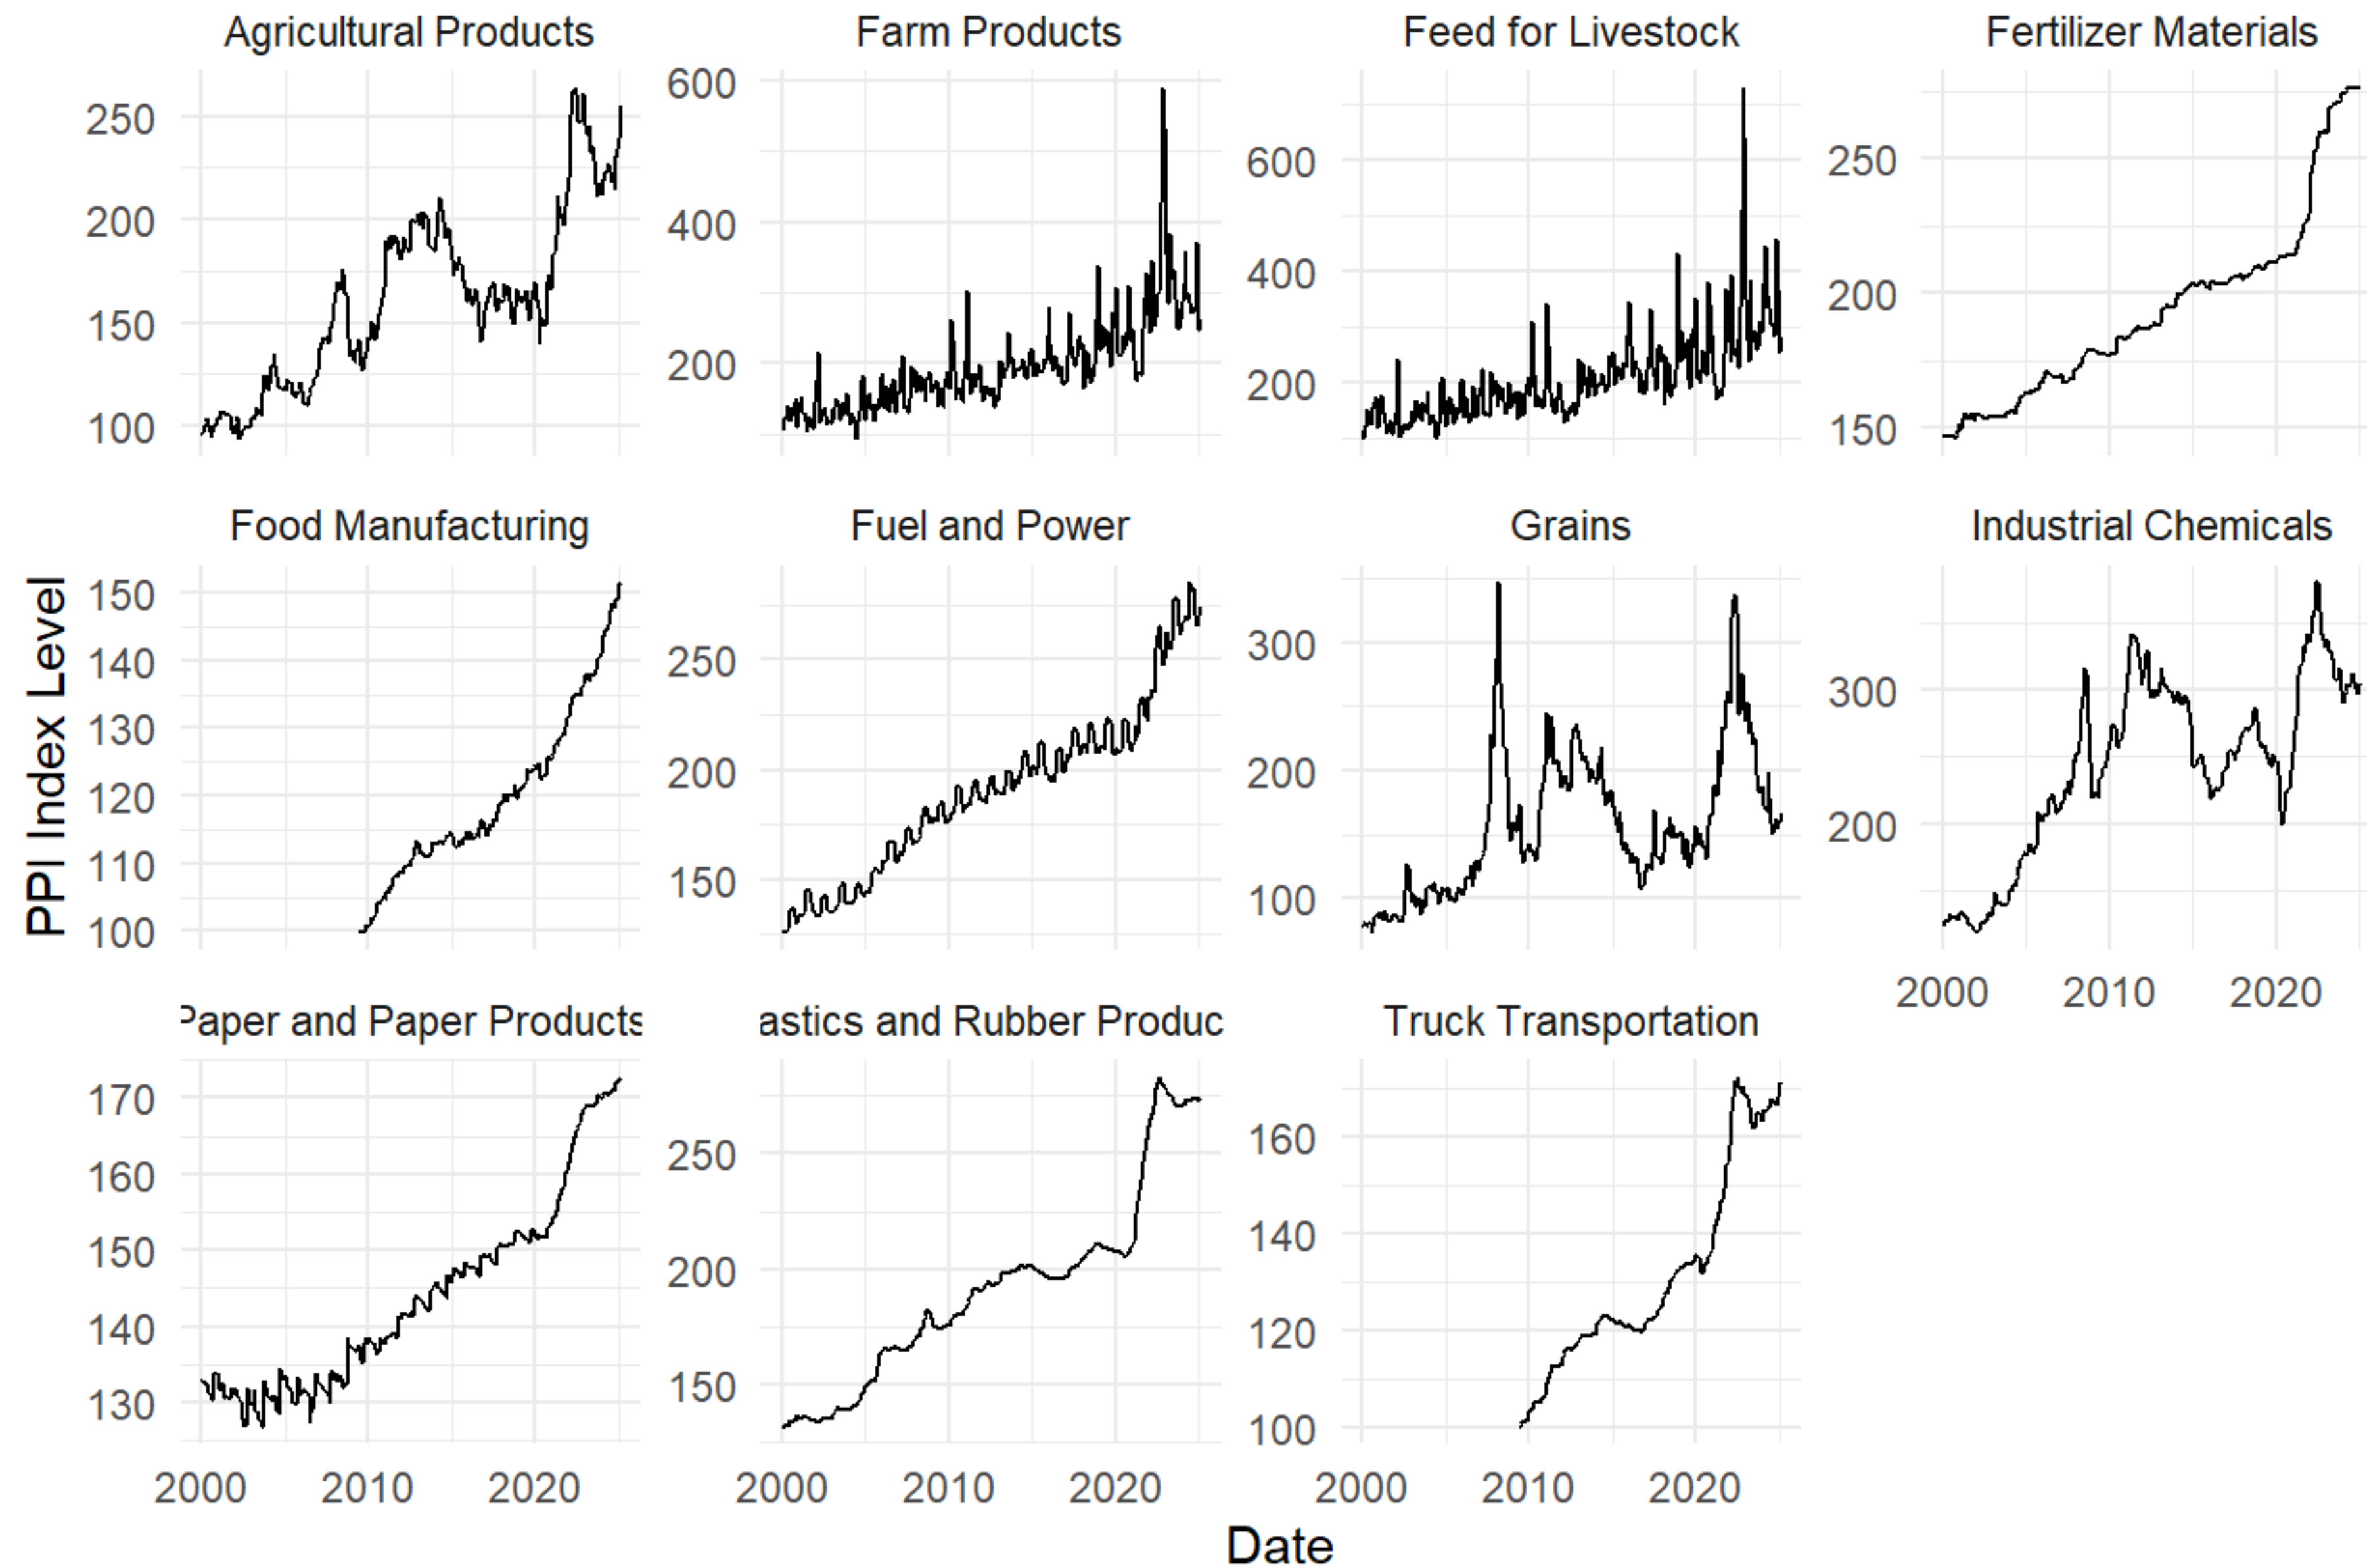 Agricultural Products
Farm Products
Feed for Livestock
Fertilizer Materials
250
200
150
100
600
400
200
600
400
200
250
200
150
Food Manufacturing
Fuel and Power
Grains
Industrial Chemicals
PPI Index Level
150
140
130
120
110
100
250
200
150
300
200
100
300
200
2000 2010 2020
Paper and Paper Products
astics and Rubber Produc
Truck Transportation
170
160
150
140
130
250
200
150
160
140
120
100
2000 2010 2020
2000 2010 2020
2000 2010 2020
Date